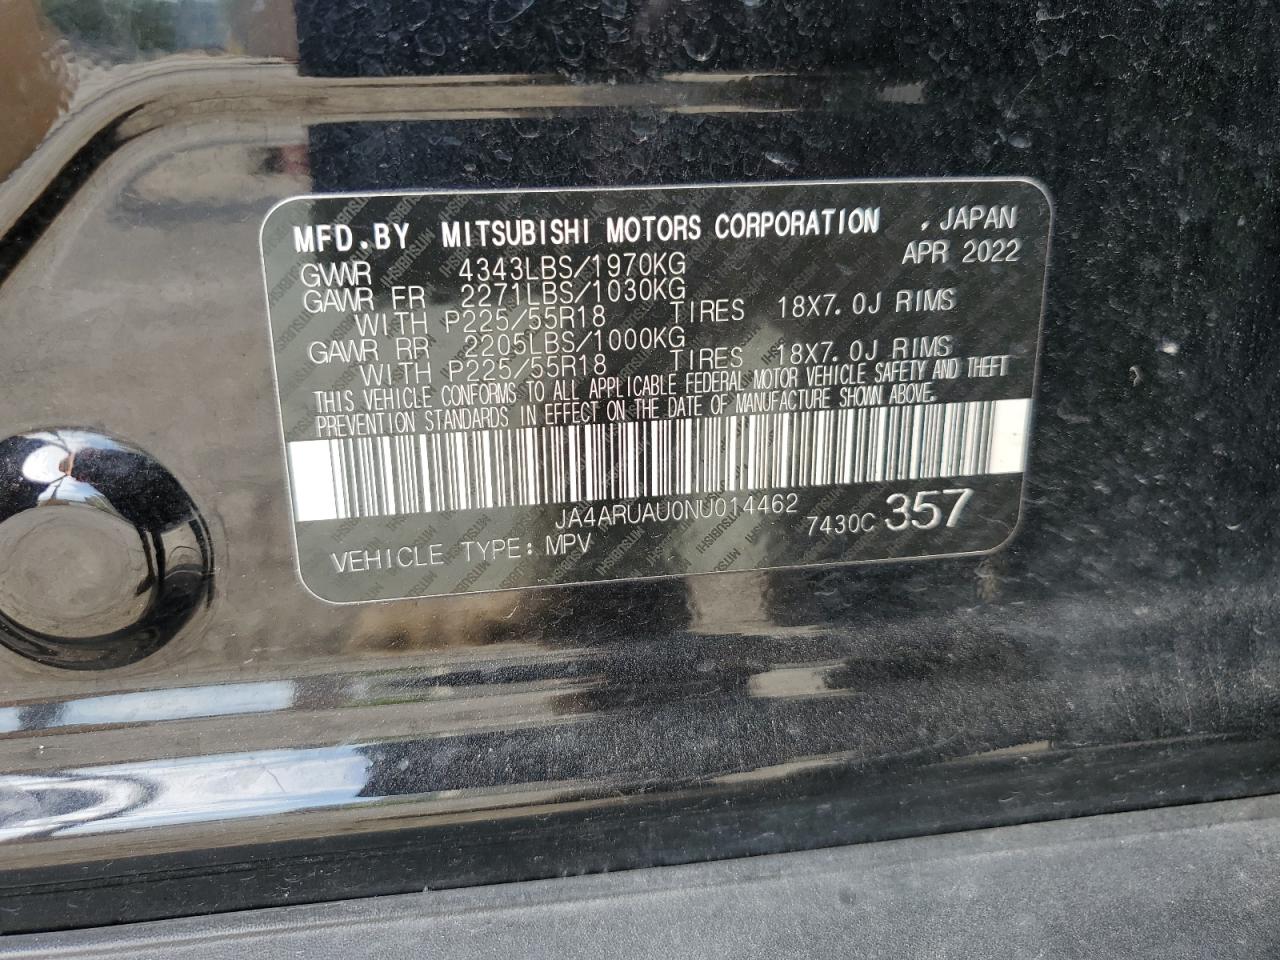 MFD.BY MITSUBISHI MOTORS CORPORATION , JAPAN
GVWR 4343LBS/1970KG APR 2022
GAWR FR 2271LBS/1030KG
WITH P225/55R18 TIRES 18X7.0J RIMS
GAWR RR 2205LBS/1000KG
WITH P225/55R18 TIRES 18X7.0J RIMS
THIS VEHICLE CONFORMS TO ALL APPLICABLE FEDERAL MOTOR VEHICLE SAFETY AND THEFT
PREVENTION STANDARDS IN EFFECT ON THE DATE OF MANUFACTURE SHOWN ABOVE.
JA4ARUAU0NU014462
7430C 357
VEHICLE TYPE: MPV